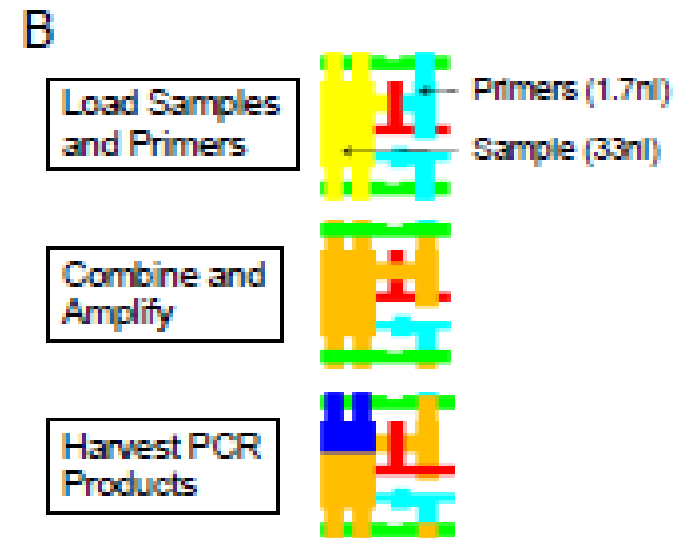 B
Load Samples
and Primers
Primers (1.7nl)
Sample (33nl)
Combine and
Amplify
Harvest PCR
Products